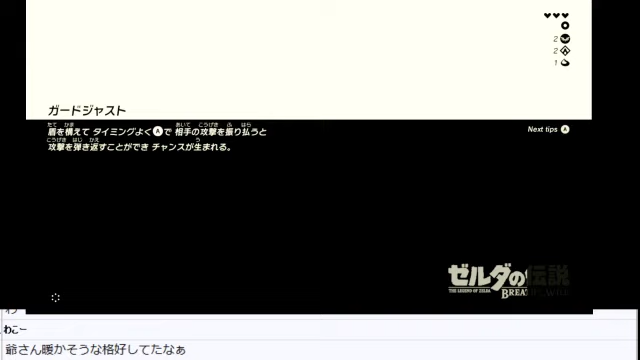 2
2
1
ガードジャスト
盾を構えて タイミングよくAで 相手の攻撃を振り払うと
攻撃を弾き返すことができ チャンスが生まれる。
Next tips A
ゼルダの伝説
THE LEGEND OF ZELDA
わこー
爺さん暖かそうな格好してたなぁ